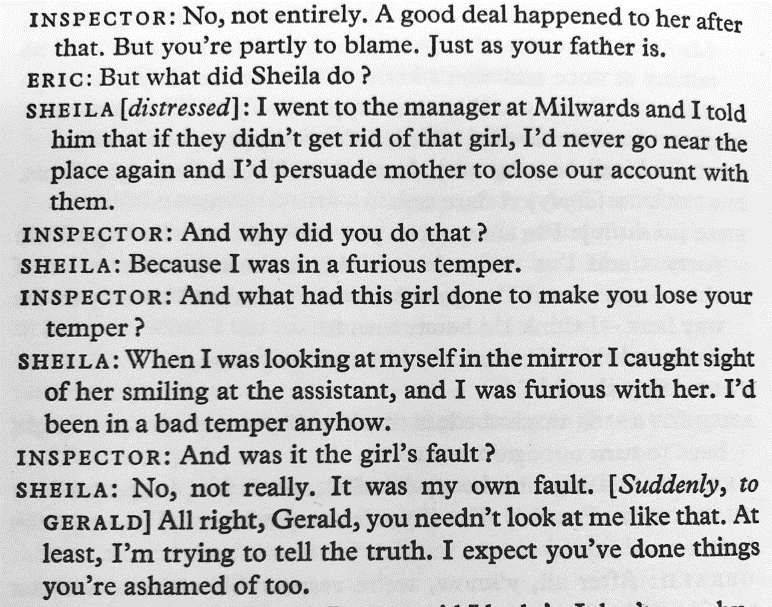 INSPECTOR: No, not entirely. A good deal happened to her after
that. But you're partly to blame. Just as your father is.
ERIC: But what did Sheila do?
SHEILA [distressed]: I went to the manager at Milwards and I told
him that if they didn't get rid of that girl, I'd never go near the
place again and I'd persuade mother to close our account with
them.
INSPECTOR: And why did you do that?
SHEILA: Because I was in a furious temper.
INSPECTOR: And what had this girl done to make you lose your
temper?
SHEILA: When I was looking at myself in the mirror I caught sight
of her smiling at the assistant, and I was furious with her. I'd
been in a bad temper anyhow.
INSPECTOR: And was it the girl's fault?
SHEILA: No, not really. It was my own fault. [Suddenly, to
GERALD] All right, Gerald, you needn't look at me like that. At
least, I'm trying to tell the truth. I expect you've done things
you're ashamed of too.